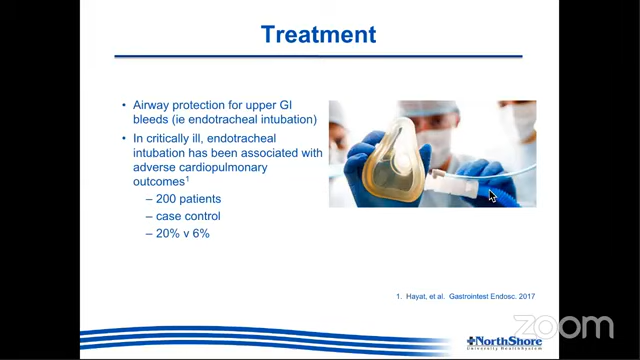 Treatment
• Airway protection for upper GI
bleeds (ie endotracheal intubation)
• In critically ill, endotracheal
intubation has been associated with
adverse cardiopulmonary
outcomes1
– 200 patients
– case control
– 20% v 6%
1. Hayat, et al. Gastrointest Endosc. 2017
zoom
NorthShore
University HealthSystem